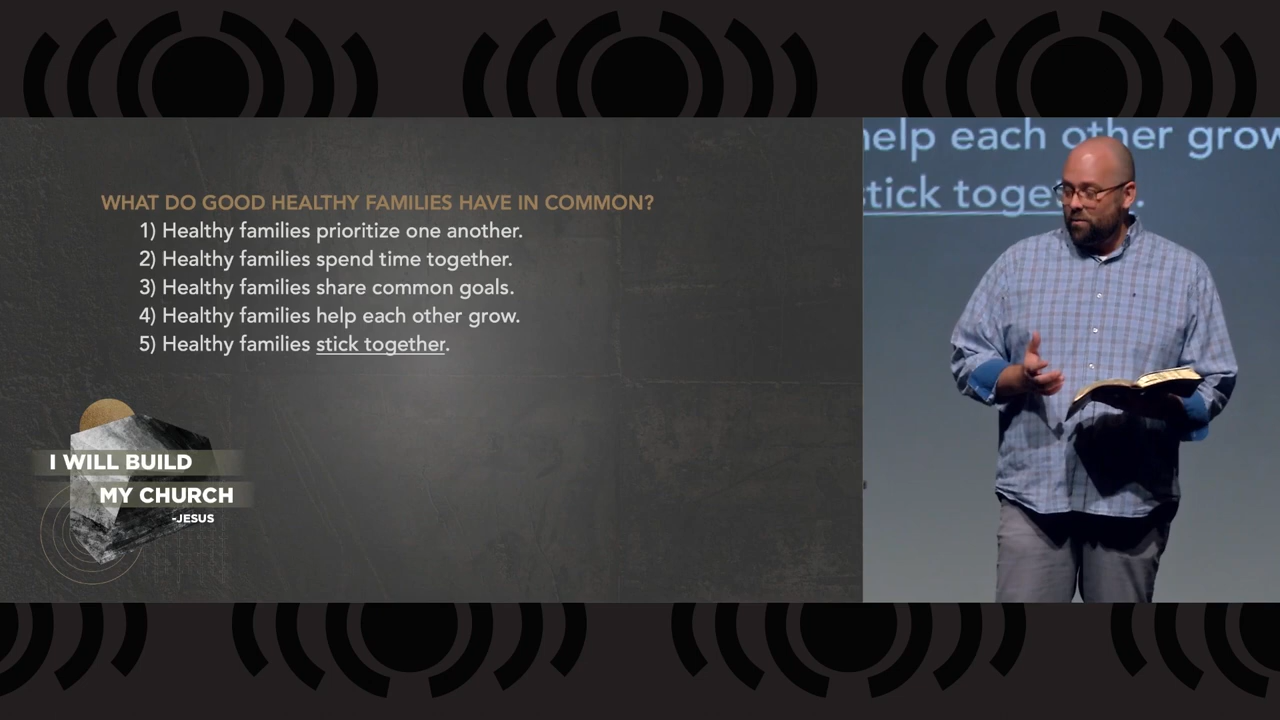 WHAT DO GOOD HEALTHY FAMILIES HAVE IN COMMON?
1) Healthy families prioritize one another.
2) Healthy families spend time together.
3) Healthy families share common goals.
4) Healthy families help each other grow.
5) Healthy families stick together.
I WILL BUILD
MY CHURCH
-JESUS
help each other grow
stick toge